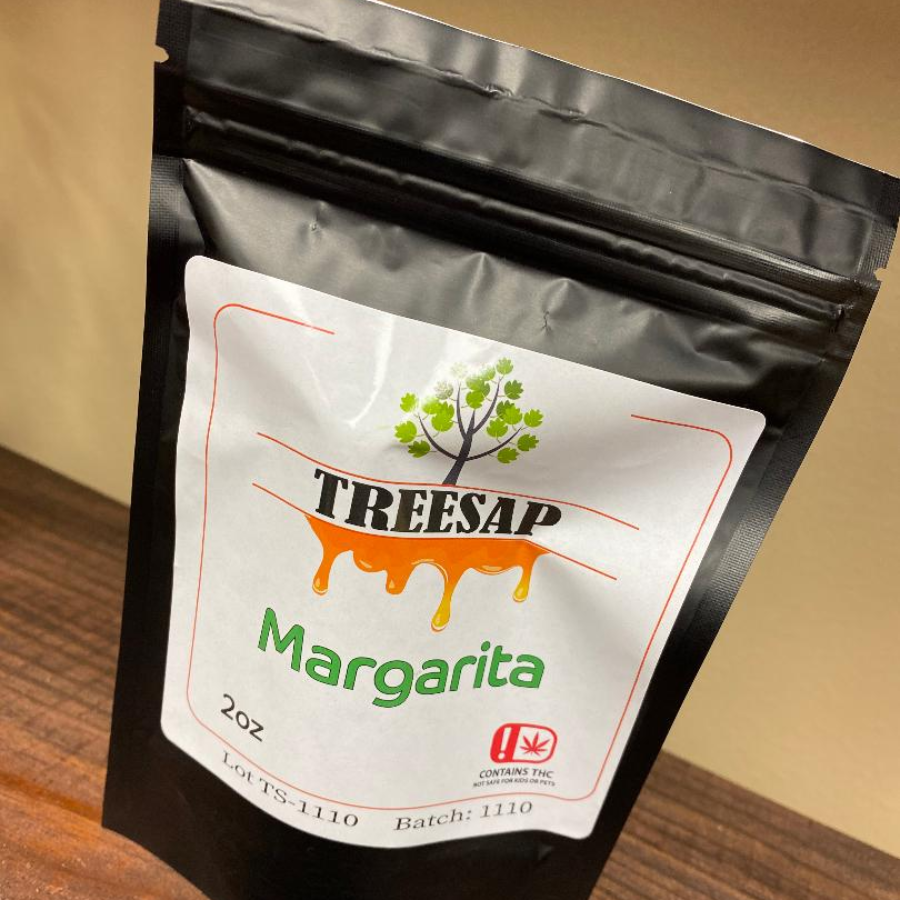 TREESAP
Margarita
2oz
CONTAINS THC
NOT SAFE FOR KIDS OR PETS
Lot TS-1110 Batch: 1110